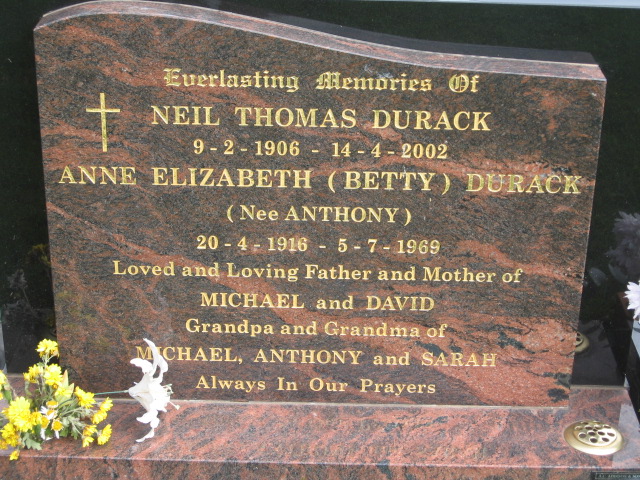 Everlasting Memories Of
NEIL THOMAS DURACK
9-2-1906 - 14-4-2002
ANNE ELIZABETH (BETTY) DURACK
(Nee ANTHONY)
20-4-1916 - 5-7-1969
Loved and Loving Father and Mother of
MICHAEL and DAVID
Grandpa and Grandma of
MICHAEL, ANTHONY and SARAH
Always In Our Prayers